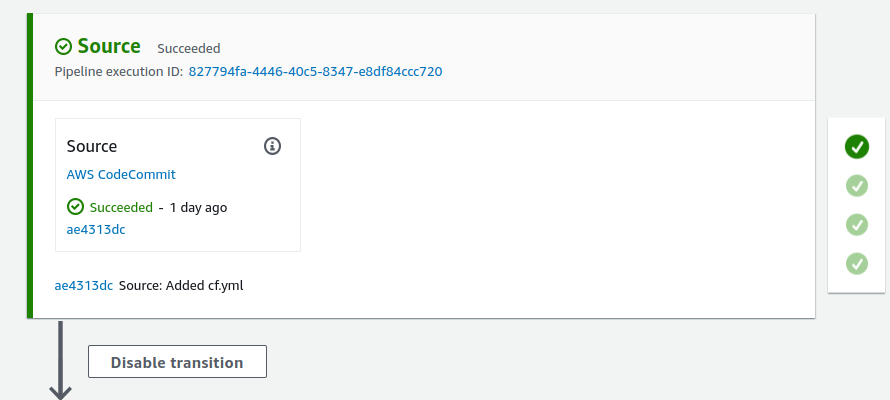 Source Succeeded
Pipeline execution ID: 827794fa-4446-40c5-8347-e8df84ccc720
Source
AWS CodeCommit
Succeeded - 1 day ago
ae4313dc
ae4313dc Source: Added cf.yml
Disable transition